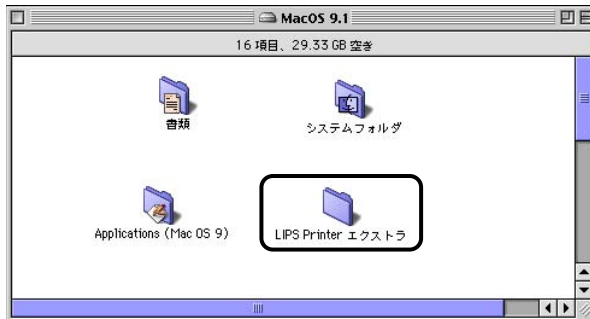 MacOS 9.1
16 項目、29.33 GB 空き
書類
システムフォルダ
Applications (Mac OS 9)
LIPS Printer エクストラ